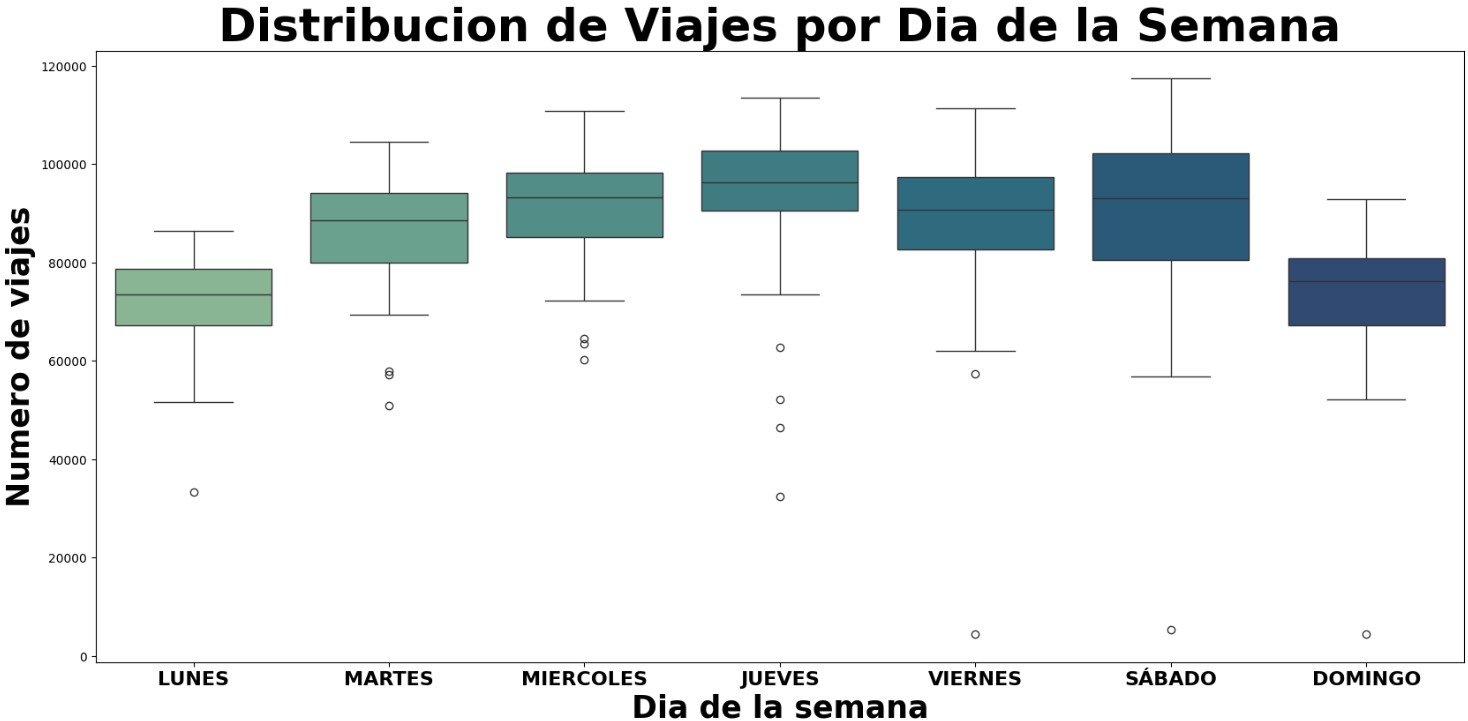 Distribucion de Viajes por Dia de la Semana
Numero de viajes
120000
100000
80000
60000
40000
20000
0
LUNES MARTES MIERCOLES JUEVES VIERNES SÁBADO DOMINGO
Dia de la semana